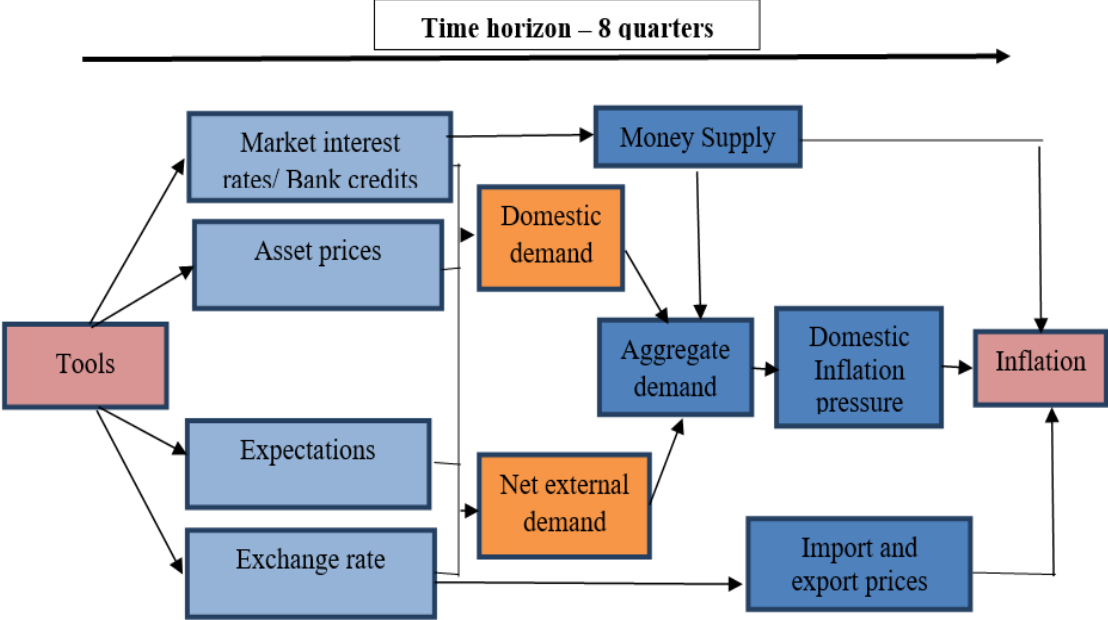 Time horizon – 8 quarters
Market interest
rates/ Bank credits
Money Supply
Asset prices
Domestic
demand
Tools
Aggregate
demand
Domestic
Inflation
pressure
Inflation
Expectations
Net external
demand
Exchange rate
Import and
export prices